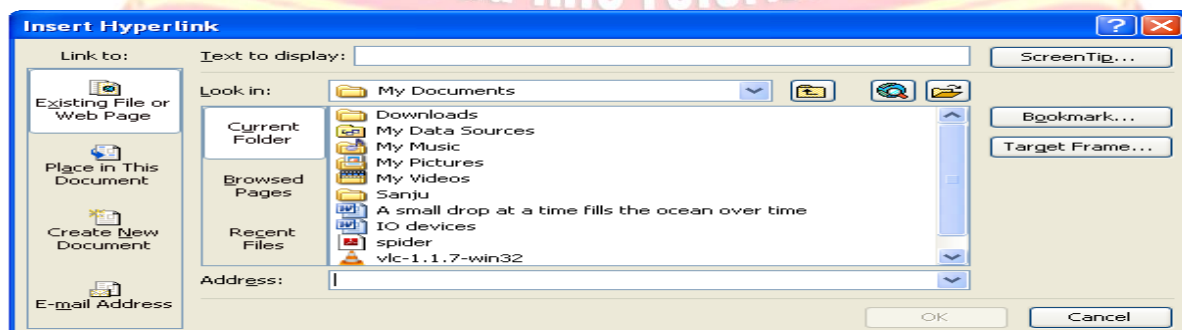 Insert Hyperlink
Link to:
Text to display:
ScreenTip...
Existing File or
Web Page
Look in:
My Documents
Current
Folder
Downloads
My Data Sources
My Music
My Pictures
My Videos
Sanju
A small drop at a time fills the ocean over time
IO devices
spider
vlc-1.1.7-win32
Bookmark...
Target Frame...
Place in This
Document
Browsed
Pages
Create New
Document
Recent
Files
E-mail Address
Address:
OK
Cancel